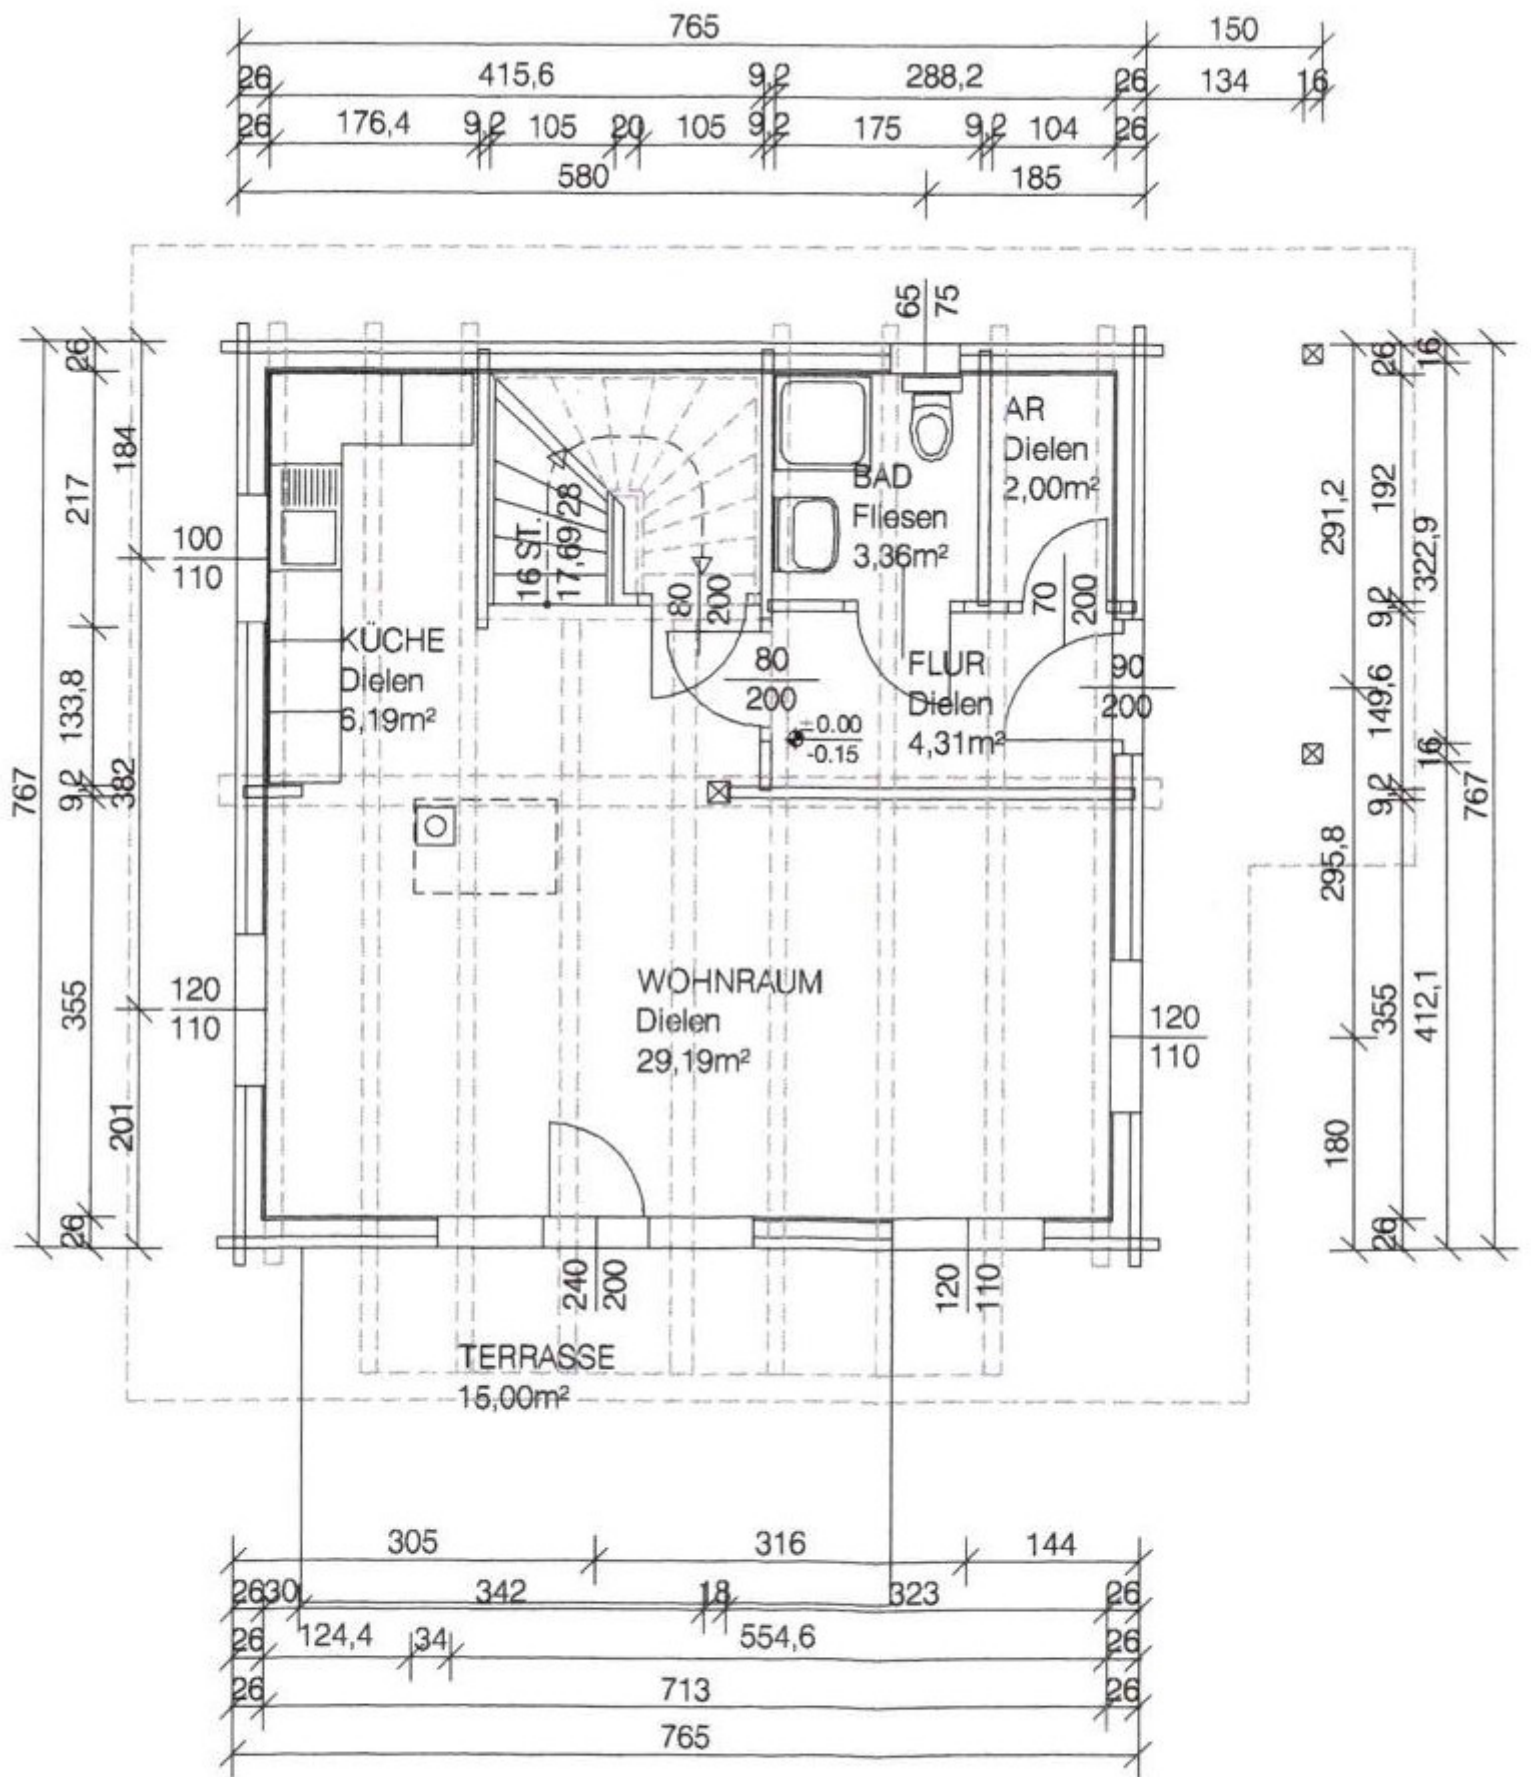 765 150
26 415,6 9,2 288,2 26 134 16
26 176,4 9,2 105 20 105 9,2 175 9,2 104 26
580 185
65 75
26
184
217
100
110
133,8
9,2
382
767
120
110
355
201
26
KÜCHE
Dielen
6,19m²
16 ST.
17,69/28
80
200
80
200
BAD
Fliesen
3,36m²
AR
Dielen
2,00m²
70
200
FLUR
Dielen
4,31m²
90
200
±0.00
-0.15
WOHNRAUM
Dielen
29,19m²
120
110
240
200
120
110
TERRASSE
15,00m²
26
16
192
291,2
322,9
9,2
149,6
16
9,2
767
295,8
355
412,1
180
26
305 316 144
26 30 342 18 323 26
26 124,4 34 554,6 26
26 713 26
765